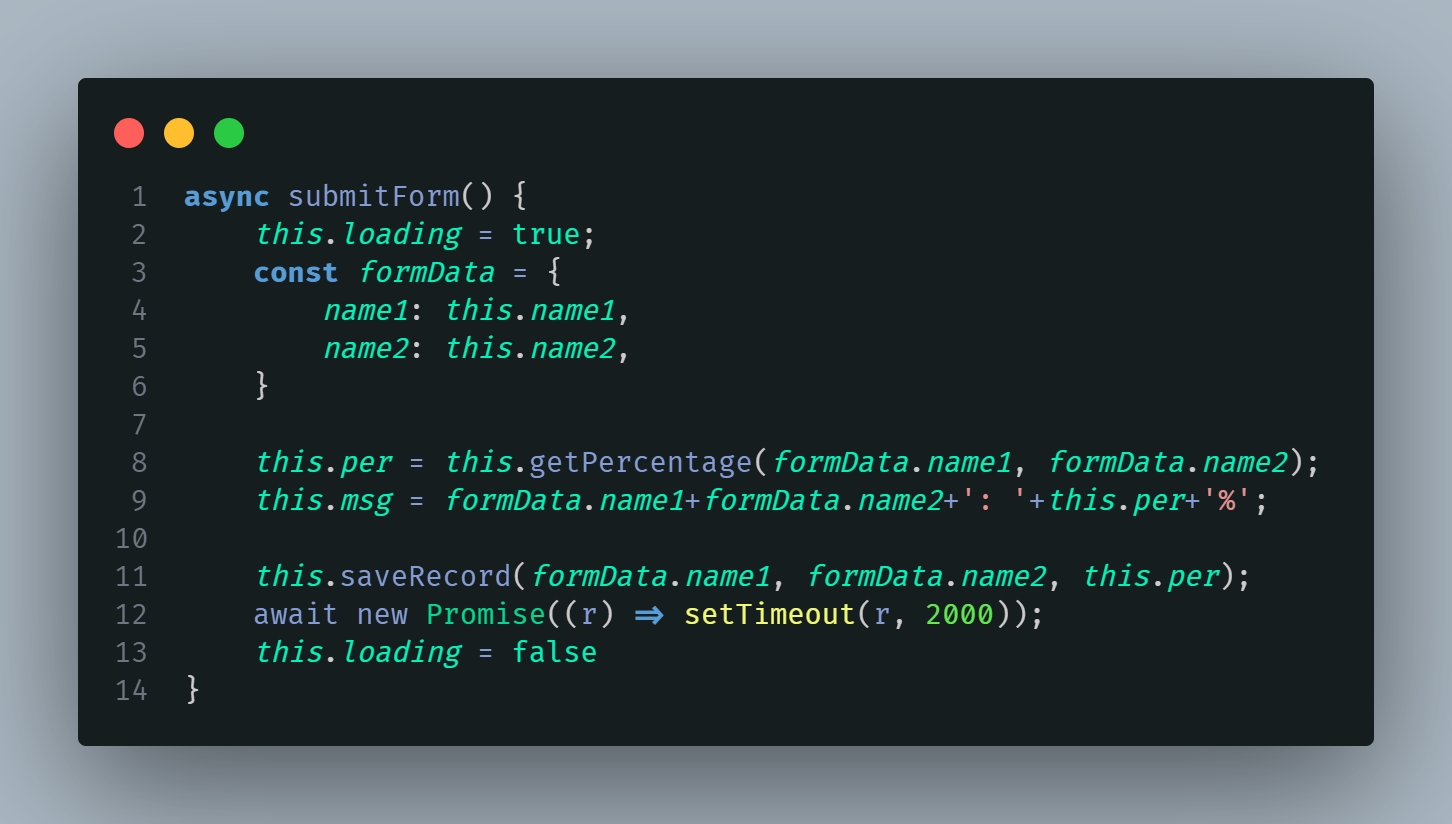 1 async submitForm() {
2 this.loading = true;
3 const formData = {
4 name1: this.name1,
5 name2: this.name2,
6 }
7
8 this.per = this.getPercentage(formData.name1, formData.name2);
9 this.msg = formData.name1+formData.name2+': '+this.per+'%';
10
11 this.saveRecord(formData.name1, formData.name2, this.per);
12 await new Promise((r) => setTimeout(r, 2000));
13 this.loading = false
14 }